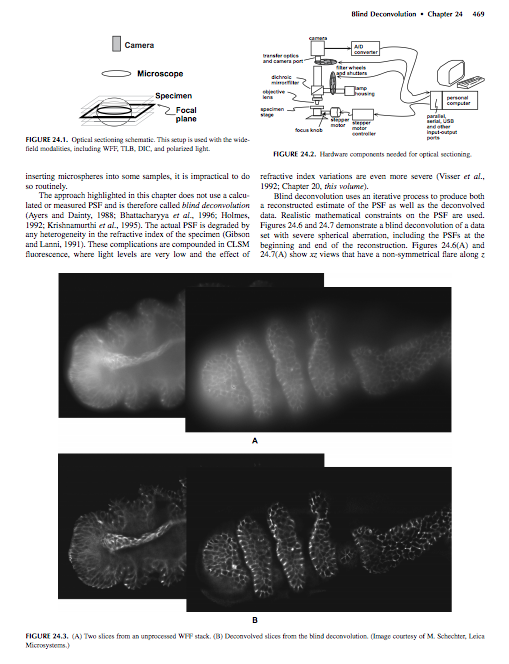 Blind Deconvolution • Chapter 24 469
Camera
Microscope
Specimen
Focal
plane
FIGURE 24.1. Optical sectioning schematic. This setup is used with the wide-
field modalities, including WFF, TLB, DIC, and polarized light.
camera
A/D
converter
transfer optics
and camera port
filter wheels
and shutters
dichroic
mirror/filter
lamp
housing
objective
lens
specimen
stage
focus knob
stepper
motor
stepper
motor
controller
personal
computer
parallel,
serial, USB
and other
input-output
ports
FIGURE 24.2. Hardware components needed for optical sectioning.
inserting microspheres into some samples, it is impractical to do
so routinely.
The approach highlighted in this chapter does not use a calcu-
lated or measured PSF and is therefore called blind deconvolution
(Ayers and Dainty, 1988; Bhattacharyya et al., 1996; Holmes,
1992; Krishnamurthi et al., 1995). The actual PSF is degraded by
any heterogeneity in the refractive index of the specimen (Gibson
and Lanni, 1991). These complications are compounded in CLSM
fluorescence, where light levels are very low and the effect of
refractive index variations are even more severe (Visser et al.,
1992; Chapter 20, this volume).
Blind deconvolution uses an iterative process to produce both
a reconstructed estimate of the PSF as well as the deconvolved
data. Realistic mathematical constraints on the PSF are used.
Figures 24.6 and 24.7 demonstrate a blind deconvolution of a data
set with severe spherical aberration, including the PSFs at the
beginning and end of the reconstruction. Figures 24.6(A) and
24.7(A) show xz views that have a non-symmetrical flare along z
A
B
FIGURE 24.3. (A) Two slices from an unprocessed WFF stack. (B) Deconvolved slices from the blind deconvolution. (Image courtesy of M. Schechter, Leica
Microsystems.)